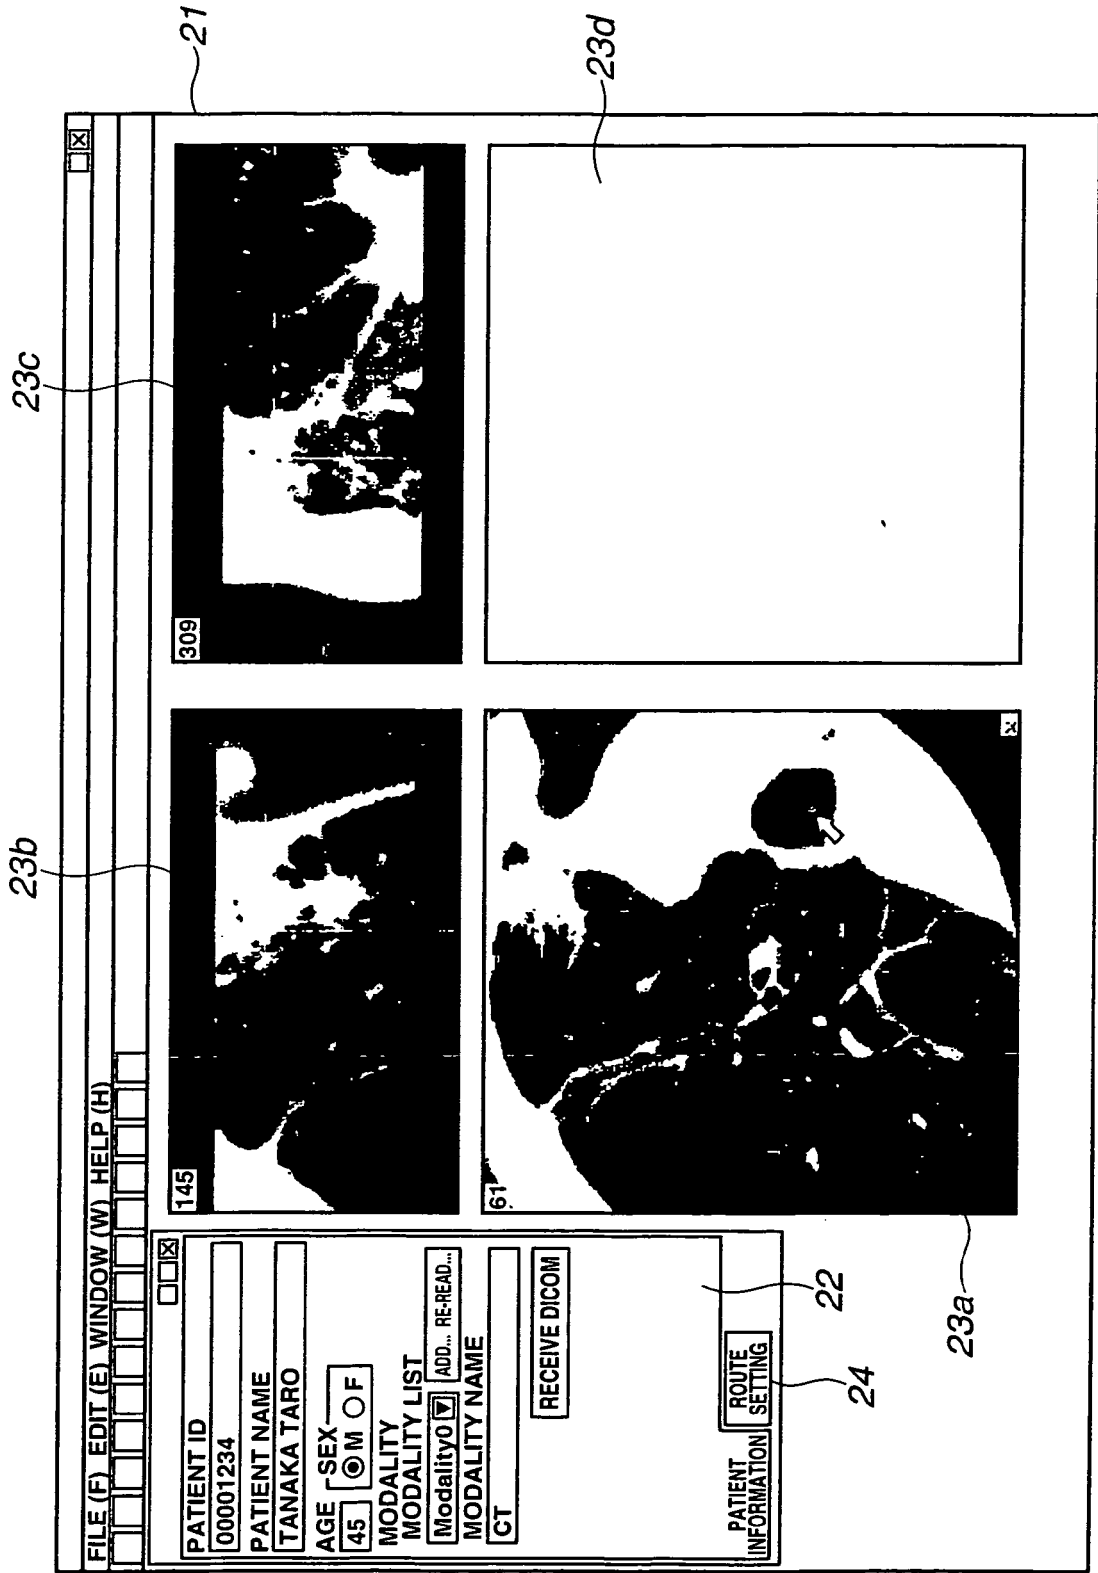 FILE (F) EDIT (E) WINDOW (W) HELP (H)
PATIENT ID
00001234
PATIENT NAME
TANAKA TARO
AGE SEX
45 M F
MODALITY
MODALITY LIST
Modality0 ADD... RE-READ...
MODALITY NAME
CT
RECEIVE DICOM
PATIENT INFORMATION
ROUTE SETTING
145
309
61
21
22
23a
23b
23c
23d
24